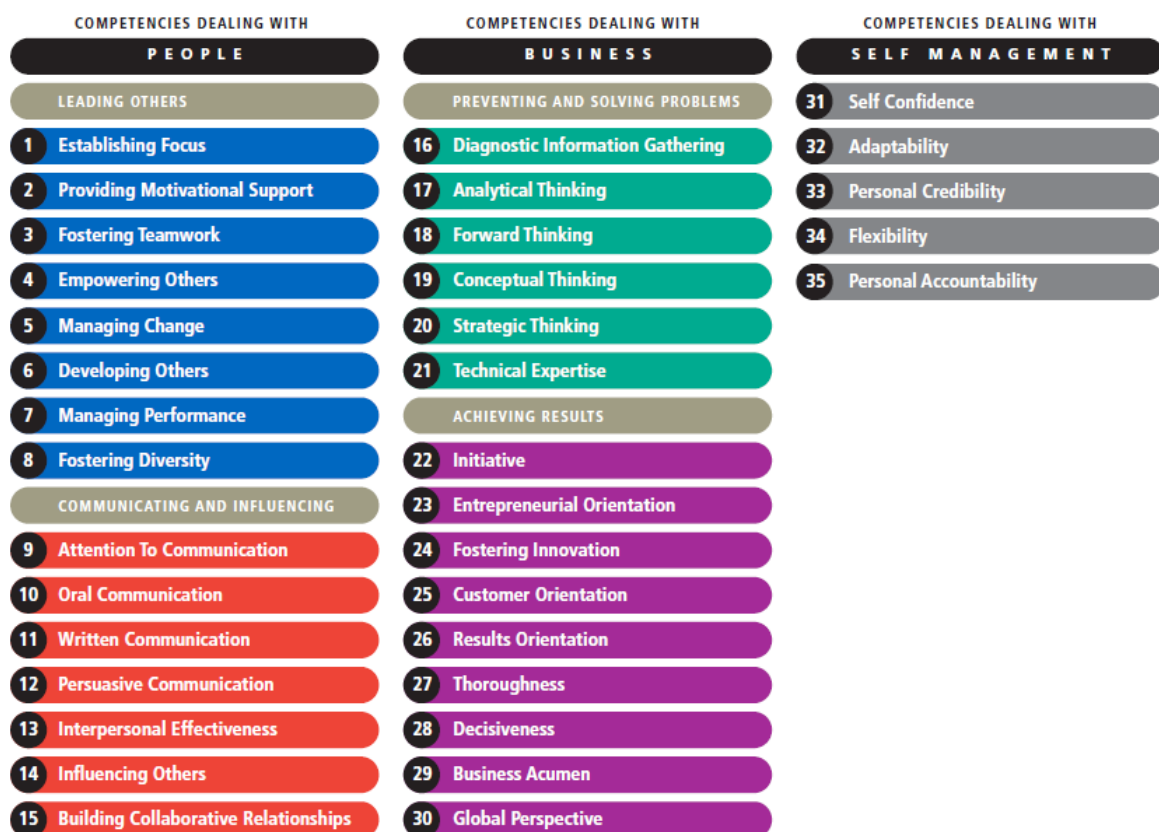 COMPETENCIES DEALING WITH
PEOPLE
LEADING OTHERS
1 Establishing Focus
2 Providing Motivational Support
3 Fostering Teamwork
4 Empowering Others
5 Managing Change
6 Developing Others
7 Managing Performance
8 Fostering Diversity
COMMUNICATING AND INFLUENCING
9 Attention To Communication
10 Oral Communication
11 Written Communication
12 Persuasive Communication
13 Interpersonal Effectiveness
14 Influencing Others
15 Building Collaborative Relationships
COMPETENCIES DEALING WITH
BUSINESS
PREVENTING AND SOLVING PROBLEMS
16 Diagnostic Information Gathering
17 Analytical Thinking
18 Forward Thinking
19 Conceptual Thinking
20 Strategic Thinking
21 Technical Expertise
ACHIEVING RESULTS
22 Initiative
23 Entrepreneurial Orientation
24 Fostering Innovation
25 Customer Orientation
26 Results Orientation
27 Thoroughness
28 Decisiveness
29 Business Acumen
30 Global Perspective
COMPETENCIES DEALING WITH
SELF MANAGEMENT
31 Self Confidence
32 Adaptability
33 Personal Credibility
34 Flexibility
35 Personal Accountability